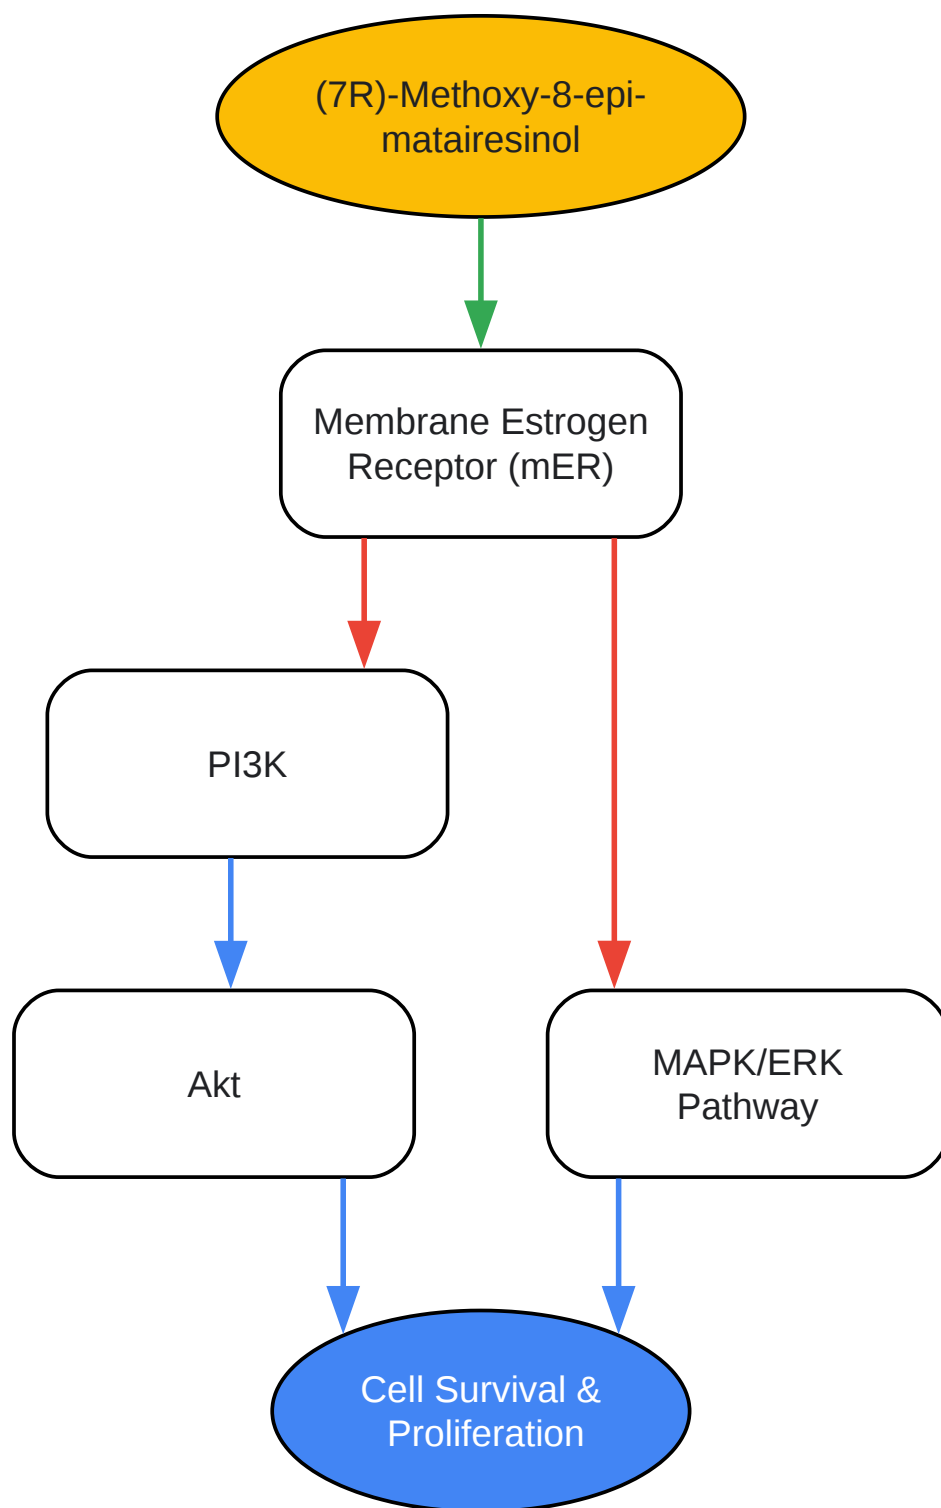 (7R)-Methoxy-8-epi-
matairesinol
Membrane Estrogen
Receptor (mER)
PI3K
Akt
MAPK/ERK
Pathway
Cell Survival &
Proliferation